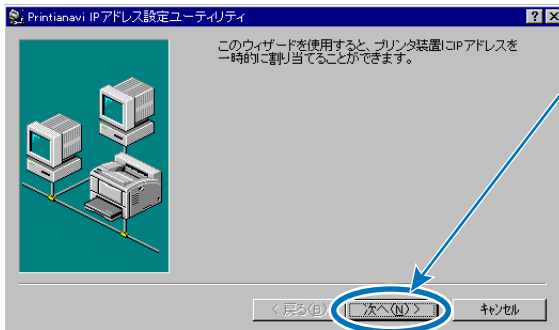 Printianavi IPアドレス設定ユーティリティ
このウィザードを使用すると、プリンタ装置にIPアドレスを
一時的に割り当てることができます。
< 戻る(B) 次へ(N) > キャンセル